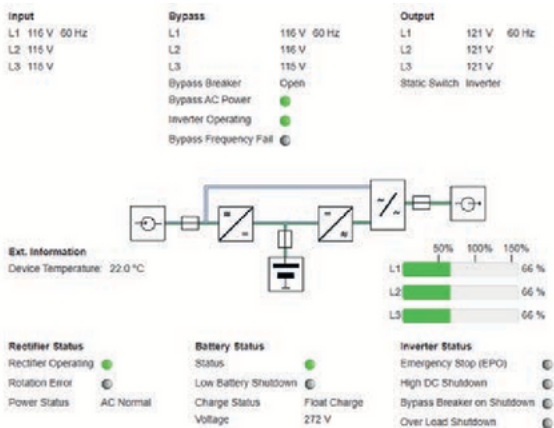 Input
L1 116 V 60 Hz
L2 115 V
L3 115 V
Bypass
L1 116 V 60 Hz
L2 116 V
L3 115 V
Bypass Breaker Open
Bypass AC Power
Inverter Operating
Bypass Frequency Fail
Output
L1 121 V 60 Hz
L2 121 V
L3 121 V
Static Switch Inverter
Ext. Information
Device Temperature: 22.0 °C
50% 100% 150%
L1 66 %
L2 66 %
L3 66 %
Rectifier Status
Rectifier Operating
Rotation Error
Power Status AC Normal
Battery Status
Status
Low Battery Shutdown
Charge Status Float Charge
Voltage 272 V
Inverter Status
Emergency Stop (EPO)
High DC Shutdown
Bypass Breaker on Shutdown
Over Load Shutdown